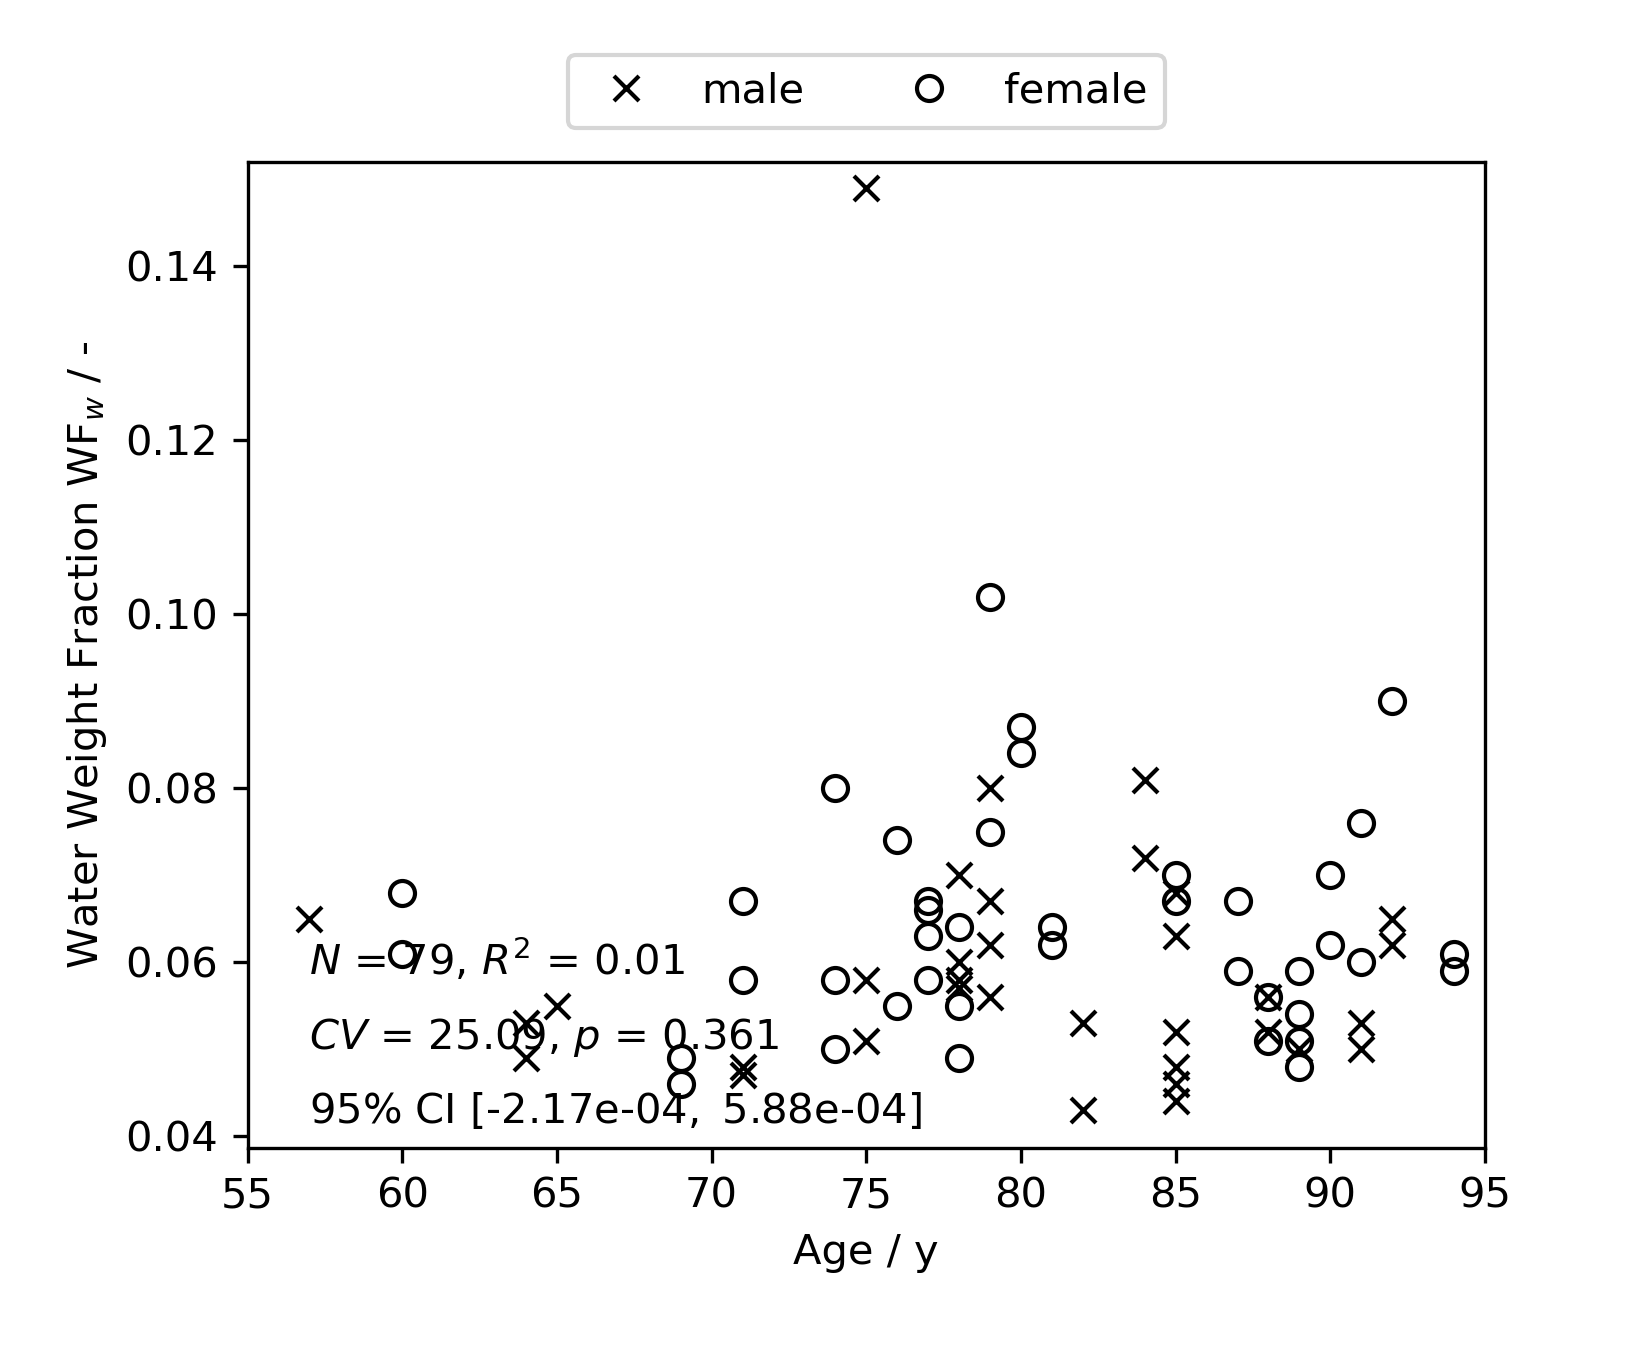 male female
0.14
0.12
0.10
0.08
0.06
0.04
Water Weight Fraction WF_w / -
N = 79, R² = 0.01
CV = 25.09, p = 0.361
95% CI [-2.17e-04, 5.88e-04]
55 60 65 70 75 80 85 90 95
Age / y